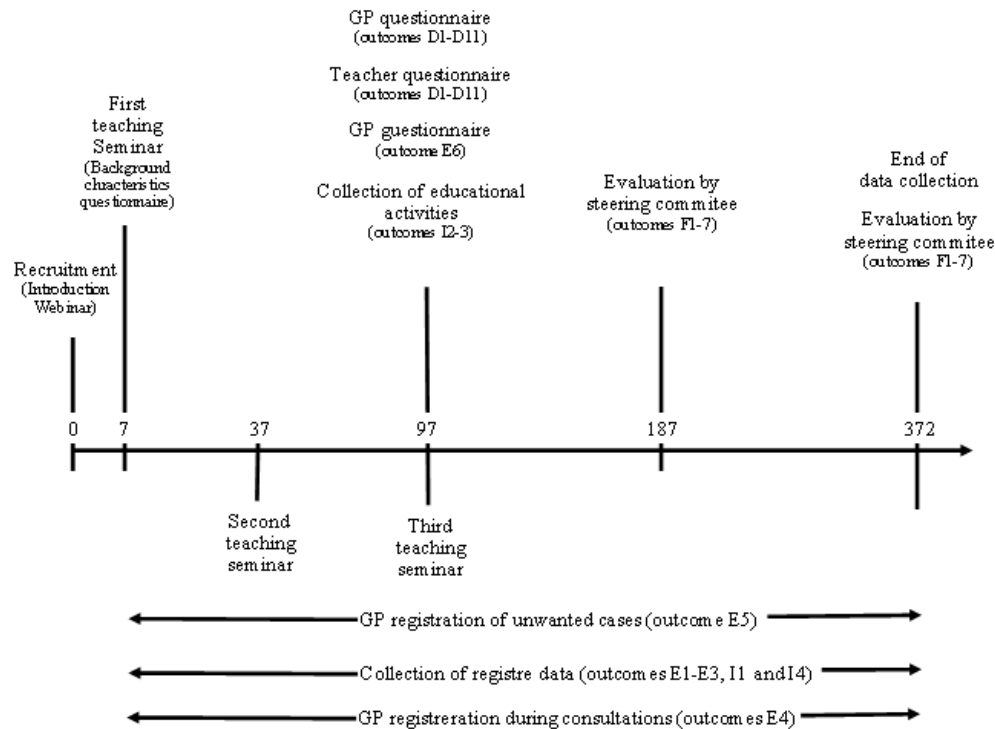 GP questionnaire
(outcomes D1-D11)
Teacher questionnaire
(outcomes D1-D11)
GP guestionnaire
(outcome E6)
Collection of educational
activities
(outcomes I2-3)
First
teaching
Seminar
(Background
chracteristics
questionnaire)
Recruitment
(Introduction
Webinar)
Evaluation by
steering commitee
(outcomes F1-7)
End of
data collection
Evaluation by
steering commitee
(outcomes F1-7)
0 7 37 97 187 372
Second
teaching
seminar
Third
teaching
seminar
GP registration of unwanted cases (outcome E5)
Collection of registre data (outcomes E1-E3, I1 and I4)
GP registreration during consultations (outcomes E4)